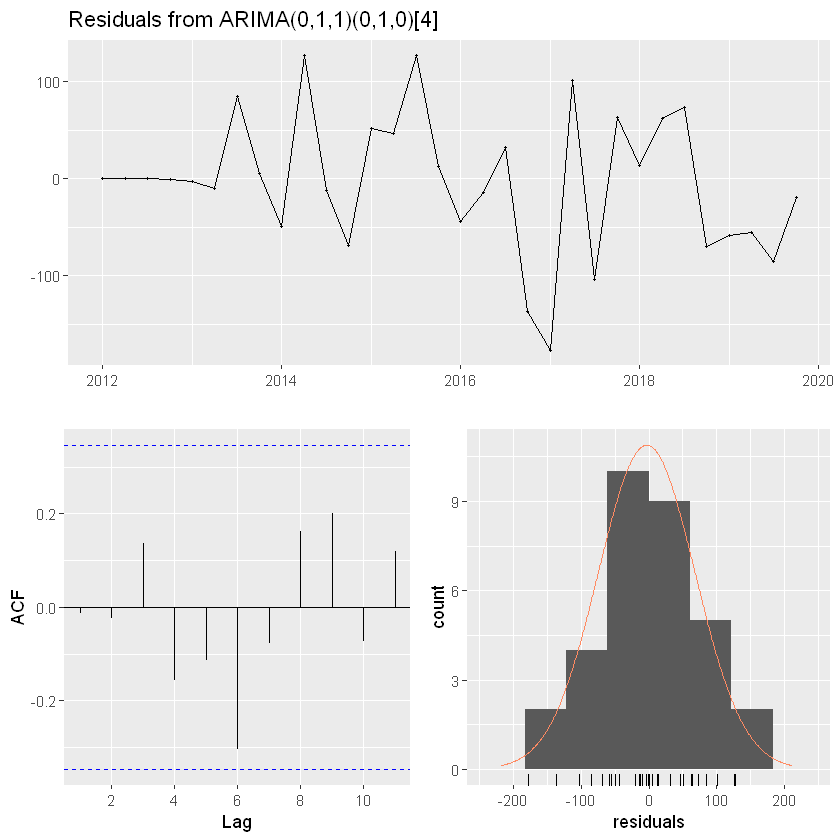 Residuals from ARIMA(0,1,1)(0,1,0)[4]
100
0
-100
2012 2014 2016 2018 2020
ACF
0.2
0.0
-0.2
2 4 6 8 10
Lag
count
9
6
3
0
-200 -100 0 100 200
residuals